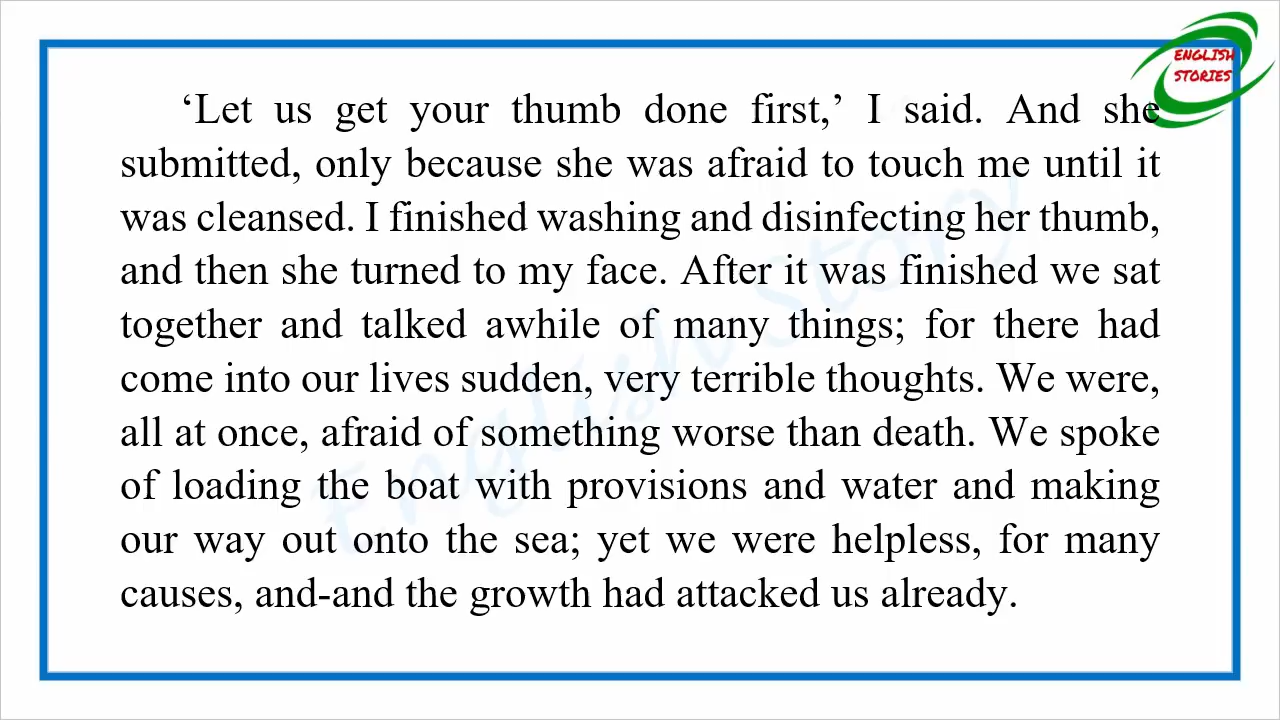 ENGLISH
STORIES
‘Let us get your thumb done first,’ I said. And she
submitted, only because she was afraid to touch me until it
was cleansed. I finished washing and disinfecting her thumb,
and then she turned to my face. After it was finished we sat
together and talked awhile of many things; for there had
come into our lives sudden, very terrible thoughts. We were,
all at once, afraid of something worse than death. We spoke
of loading the boat with provisions and water and making
our way out onto the sea; yet we were helpless, for many
causes, and-and the growth had attacked us already.
English Story